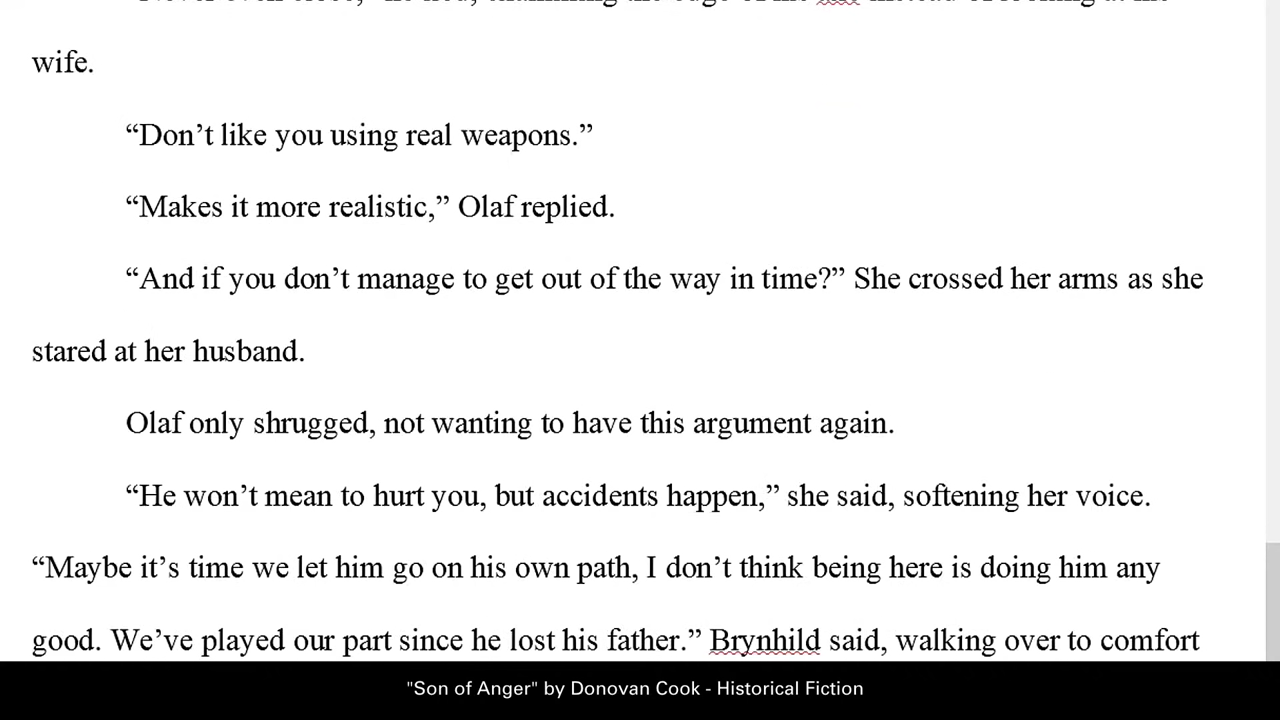 wife.
“Don’t like you using real weapons.”
“Makes it more realistic,” Olaf replied.
“And if you don’t manage to get out of the way in time?” She crossed her arms as she
stared at her husband.
Olaf only shrugged, not wanting to have this argument again.
“He won’t mean to hurt you, but accidents happen,” she said, softening her voice.
“Maybe it’s time we let him go on his own path, I don’t think being here is doing him any
good. We’ve played our part since he lost his father.” Brynhild said, walking over to comfort
"Son of Anger" by Donovan Cook - Historical Fiction